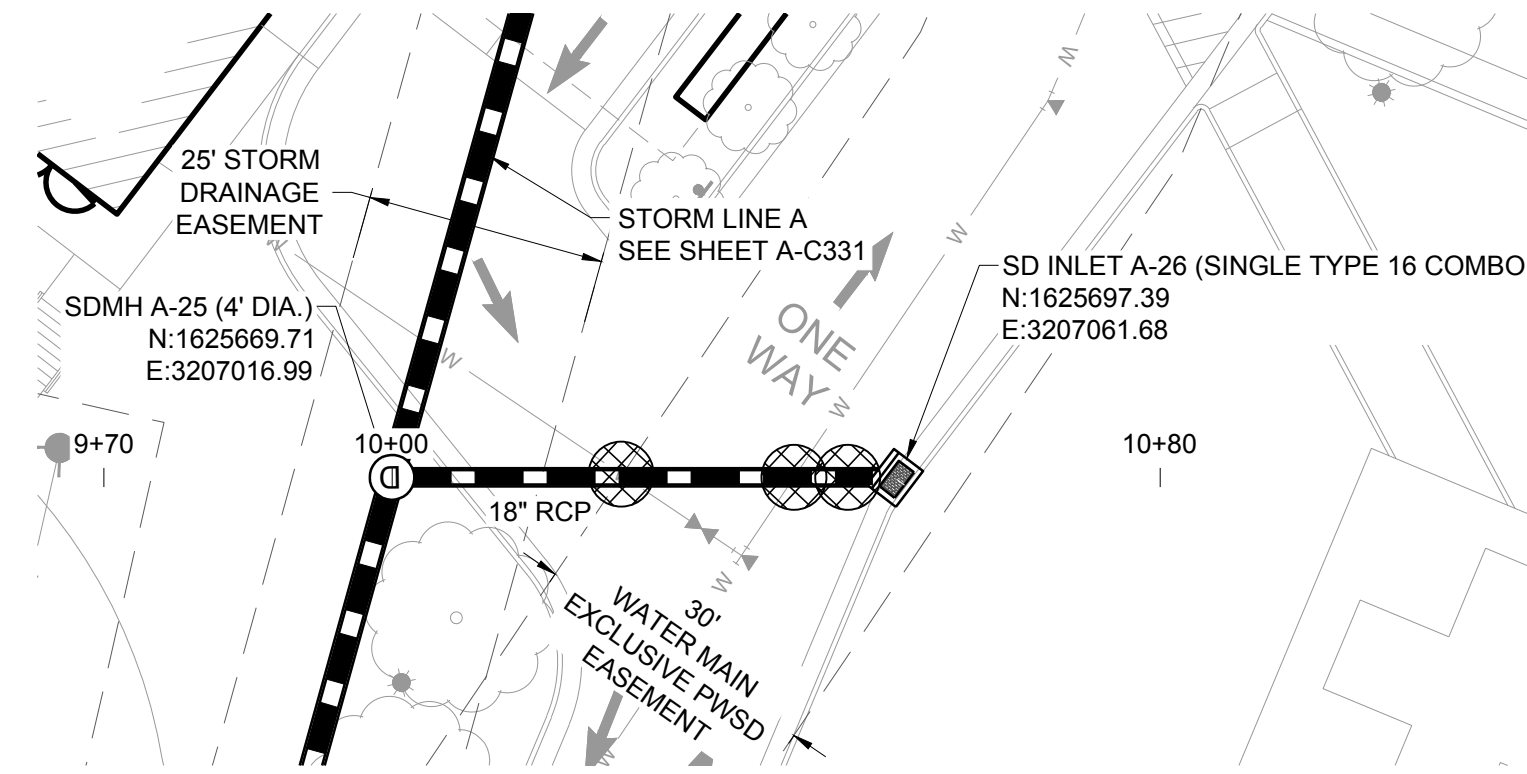 25' STORM
DRAINAGE
EASEMENT
STORM LINE A
SEE SHEET A-C331
SD INLET A-26 (SINGLE TYPE 16 COMBO
N:1625697.39
E:3207061.68
SDMH A-25 (4' DIA.)
N:1625669.71
E:3207016.99
ONE
WAY
W
W
W
W
W
W
W
9+70
10+00
10+80
18" RCP
30'
WATER MAIN
EXCLUSIVE PWSD
EASEMENT